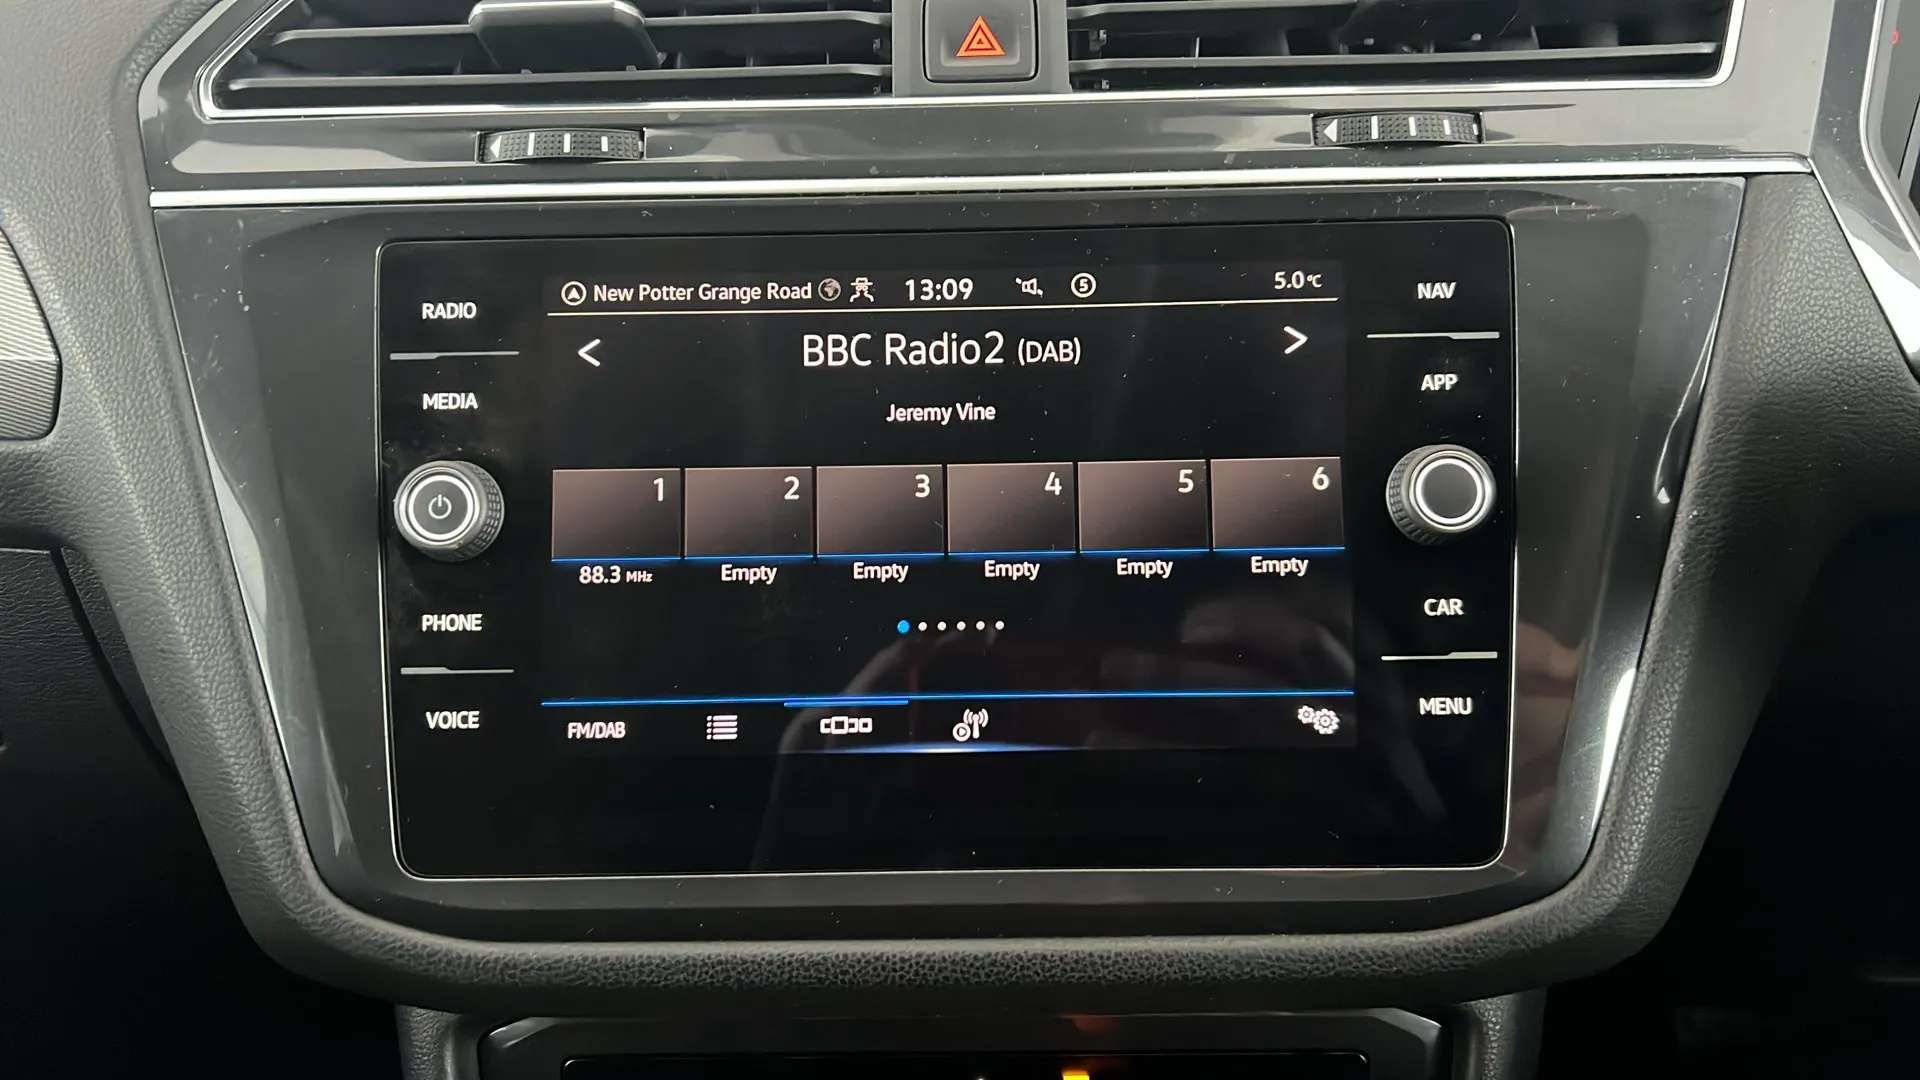 New Potter Grange Road 13:09 5 5.0°C
RADIO
MEDIA
PHONE
VOICE
< BBC Radio2 (DAB) >
Jeremy Vine
1 2 3 4 5 6
88.3 MHz Empty Empty Empty Empty Empty
FM/DAB
NAV
APP
CAR
MENU